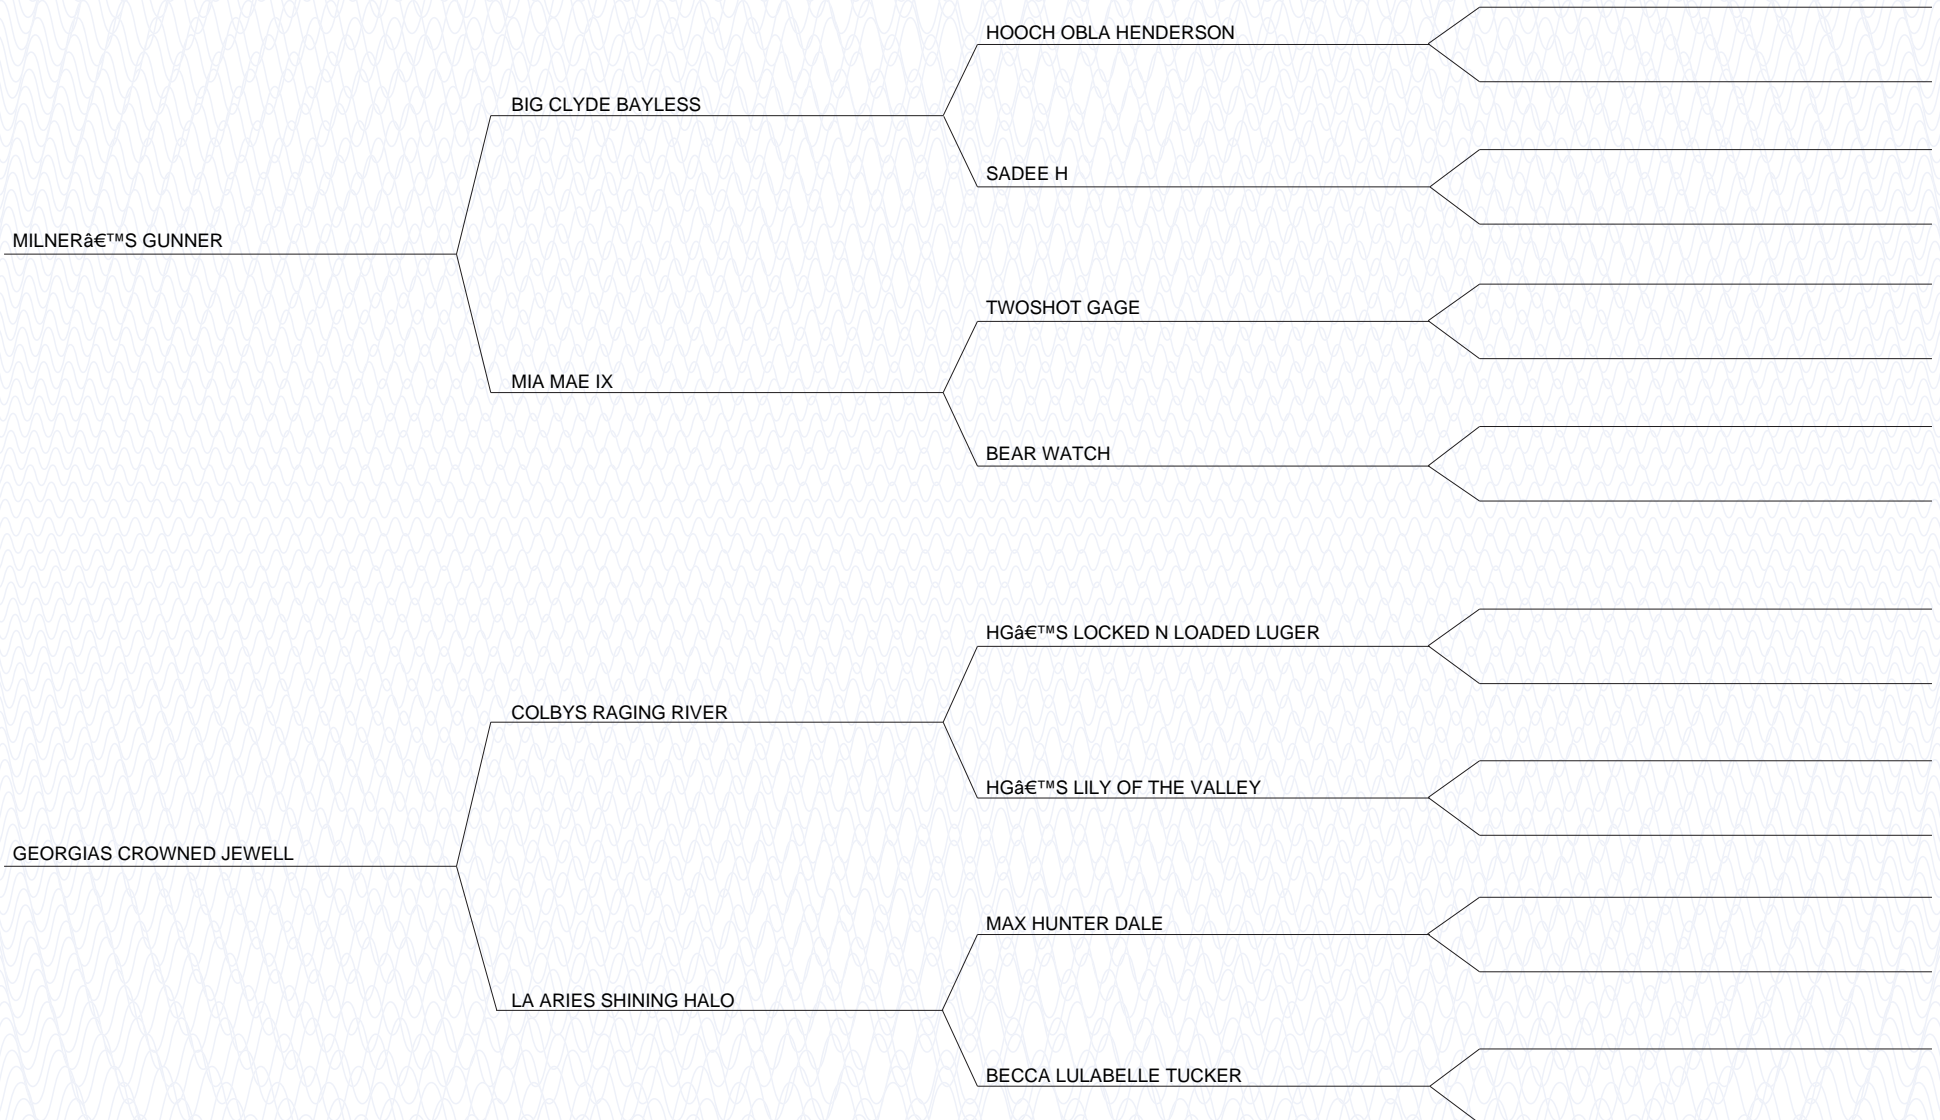 HOOCH OBLA HENDERSON
BIG CLYDE BAYLESS
SADEE H
MILNERâ€™S GUNNER
TWOSHOT GAGE
MIA MAE IX
BEAR WATCH
HGâ€™S LOCKED N LOADED LUGER
COLBYS RAGING RIVER
HGâ€™S LILY OF THE VALLEY
GEORGIAS CROWNED JEWELL
MAX HUNTER DALE
LA ARIES SHINING HALO
BECCA LULABELLE TUCKER